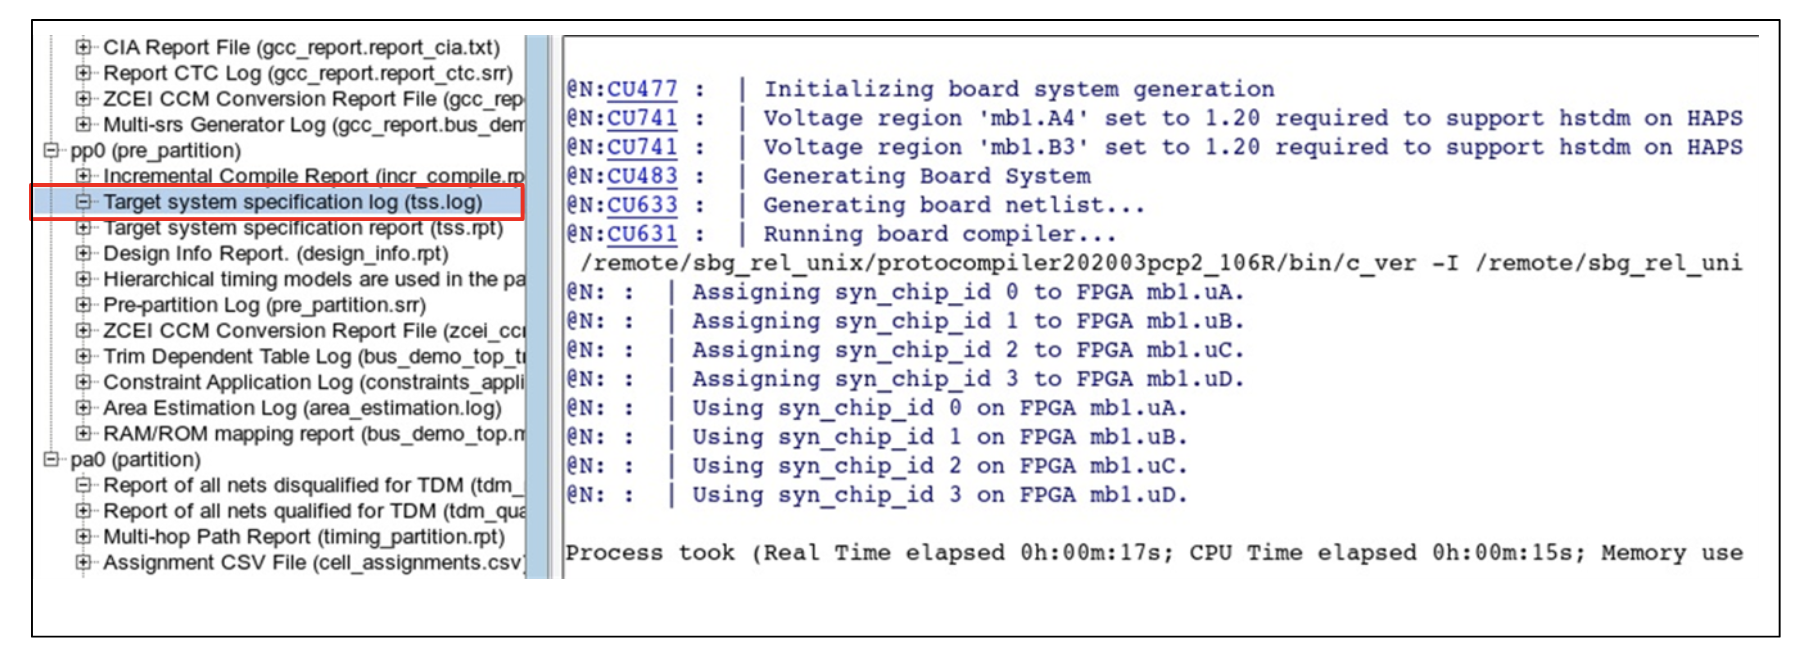 CIA Report File (gcc_report.report_cia.txt)
Report CTC Log (gcc_report.report_ctc.srr)
ZCEI CCM Conversion Report File (gcc_rep
Multi-srs Generator Log (gcc_report.bus_dem
pp0 (pre_partition)
Incremental Compile Report (incr_compile.rp
Target system specification log (tss.log)
Target system specification report (tss.rpt)
Design Info Report. (design_info.rpt)
Hierarchical timing models are used in the pa
Pre-partition Log (pre_partition.srr)
ZCEI CCM Conversion Report File (zcei_cc
Trim Dependent Table Log (bus_demo_top_t
Constraint Application Log (constraints_appli
Area Estimation Log (area_estimation.log)
RAM/ROM mapping report (bus_demo_top.m
pa0 (partition)
Report of all nets disqualified for TDM (tdm_
Report of all nets qualified for TDM (tdm_qua
Multi-hop Path Report (timing_partition.rpt)
Assignment CSV File (cell_assignments.csv)
@N:CU477 : | Initializing board system generation
@N:CU741 : | Voltage region 'mb1.A4' set to 1.20 required to support hstdm on HAPS
@N:CU741 : | Voltage region 'mb1.B3' set to 1.20 required to support hstdm on HAPS
@N:CU483 : | Generating Board System
@N:CU633 : | Generating board netlist...
@N:CU631 : | Running board compiler...
/remote/sbg_rel_unix/protocompiler202003pcp2_106R/bin/c_ver -I /remote/sbg_rel_uni
@N: : | Assigning syn_chip_id 0 to FPGA mb1.uA.
@N: : | Assigning syn_chip_id 1 to FPGA mb1.uB.
@N: : | Assigning syn_chip_id 2 to FPGA mb1.uC.
@N: : | Assigning syn_chip_id 3 to FPGA mb1.uD.
@N: : | Using syn_chip_id 0 on FPGA mb1.uA.
@N: : | Using syn_chip_id 1 on FPGA mb1.uB.
@N: : | Using syn_chip_id 2 on FPGA mb1.uC.
@N: : | Using syn_chip_id 3 on FPGA mb1.uD.
Process took (Real Time elapsed 0h:00m:17s; CPU Time elapsed 0h:00m:15s; Memory use